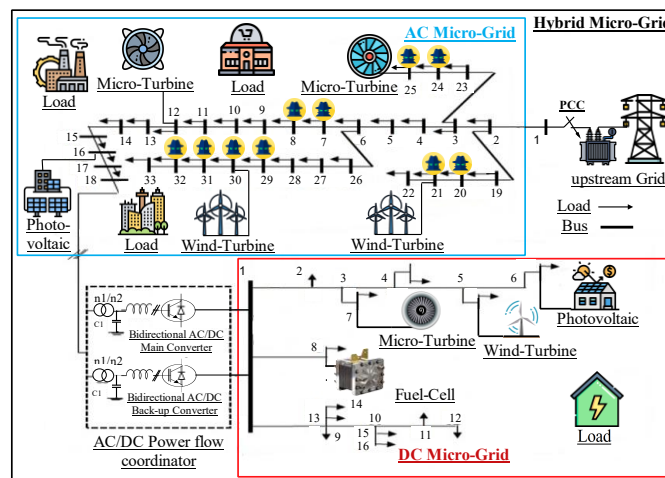 Hybrid Micro-Grid
AC Micro-Grid
Load
Micro-Turbine
Load
Micro-Turbine
25 24 23
PCC
12 11 10 9
15 14 13 8 7 6 5 4 3 2 1
16
17
18
33 32 31 30 29 28 27 26
22 21 20 19
upstream Grid
Load
Bus
Photo-
voltaic
Load
Wind-Turbine
Wind-Turbine
1
2 3 4 5 6
7
n1/n2
C1
Bidirectional AC/DC
Main Converter
Micro-Turbine
Wind-Turbine
Photovoltaic
8
n1/n2
C1
Bidirectional AC/DC
Back-up Converter
Fuel-Cell
14
13 10 12
9 15 11
16
Load
AC/DC Power flow
coordinator
DC Micro-Grid